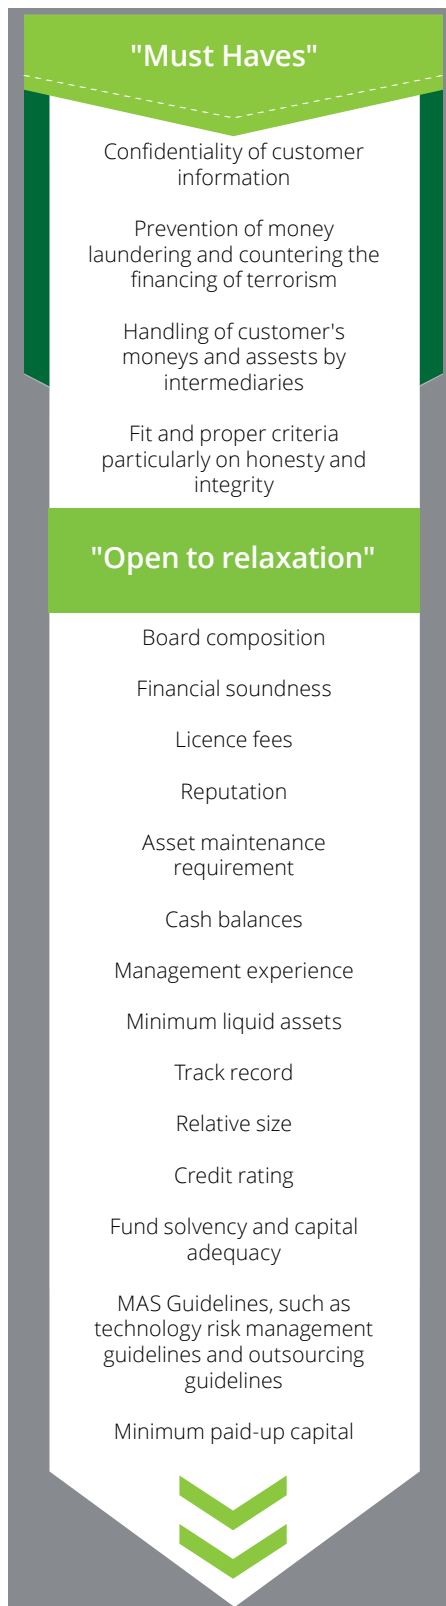 "Must Haves"
Confidentiality of customer
information
Prevention of money
laundering and countering the
financing of terrorism
Handling of customer's
moneys and assests by
intermediaries
Fit and proper criteria
particularly on honesty and
integrity
"Open to relaxation"
Board composition
Financial soundness
Licence fees
Reputation
Asset maintenance
requirement
Cash balances
Management experience
Minimum liquid assets
Track record
Relative size
Credit rating
Fund solvency and capital
adequacy
MAS Guidelines, such as
technology risk management
guidelines and outsourcing
guidelines
Minimum paid-up capital